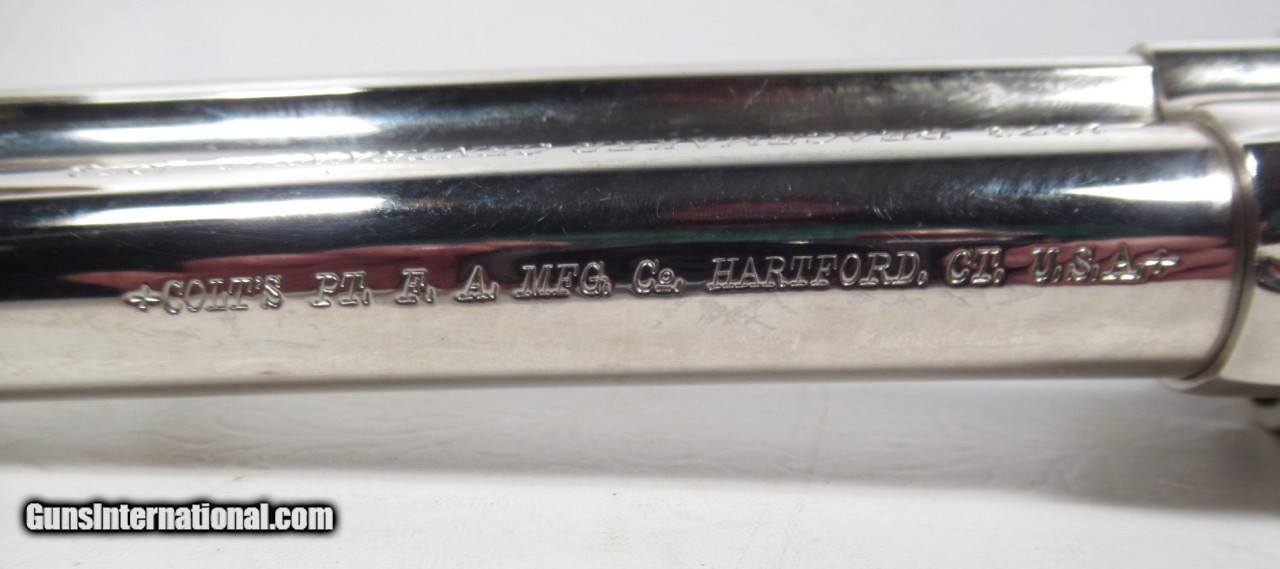 +COLT'S PT. F. A. MFG. Co. HARTFORD, CT. U.S.A.+
GunsInternational.com